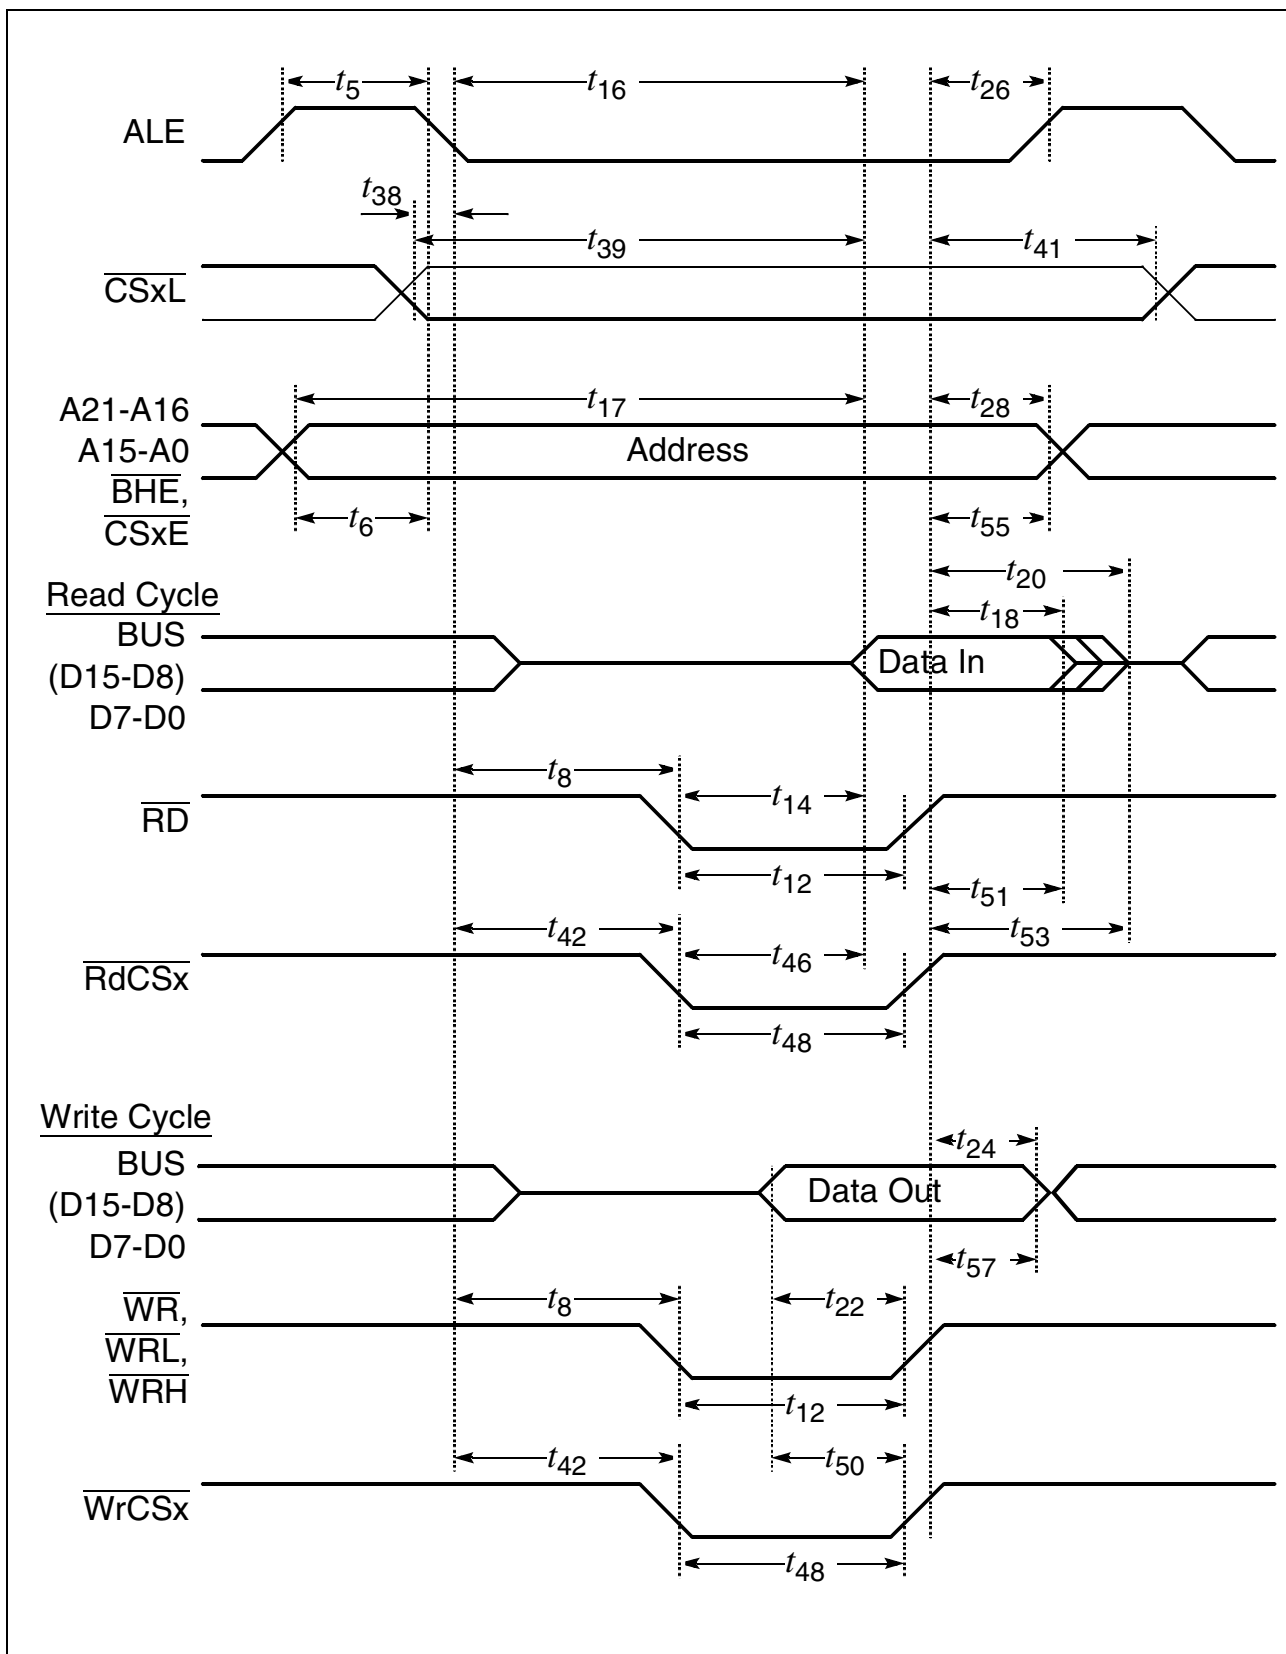 t5 t16 t26
ALE
t38
t39 t41
CSxL
A21-A16 t17 t28
A15-A0 Address
BHE,
CSxE t6 t55
t20
Read Cycle t18
BUS
(D15-D8) Data In
D7-D0
t8 t14
RD
t12 t51
t42 t46 t53
RdCSx
t48
Write Cycle
t24
BUS
(D15-D8) Data Out
D7-D0
t57
WR, t8 t22
WRL,
WRH
t12
t42 t50
WrCSx
t48